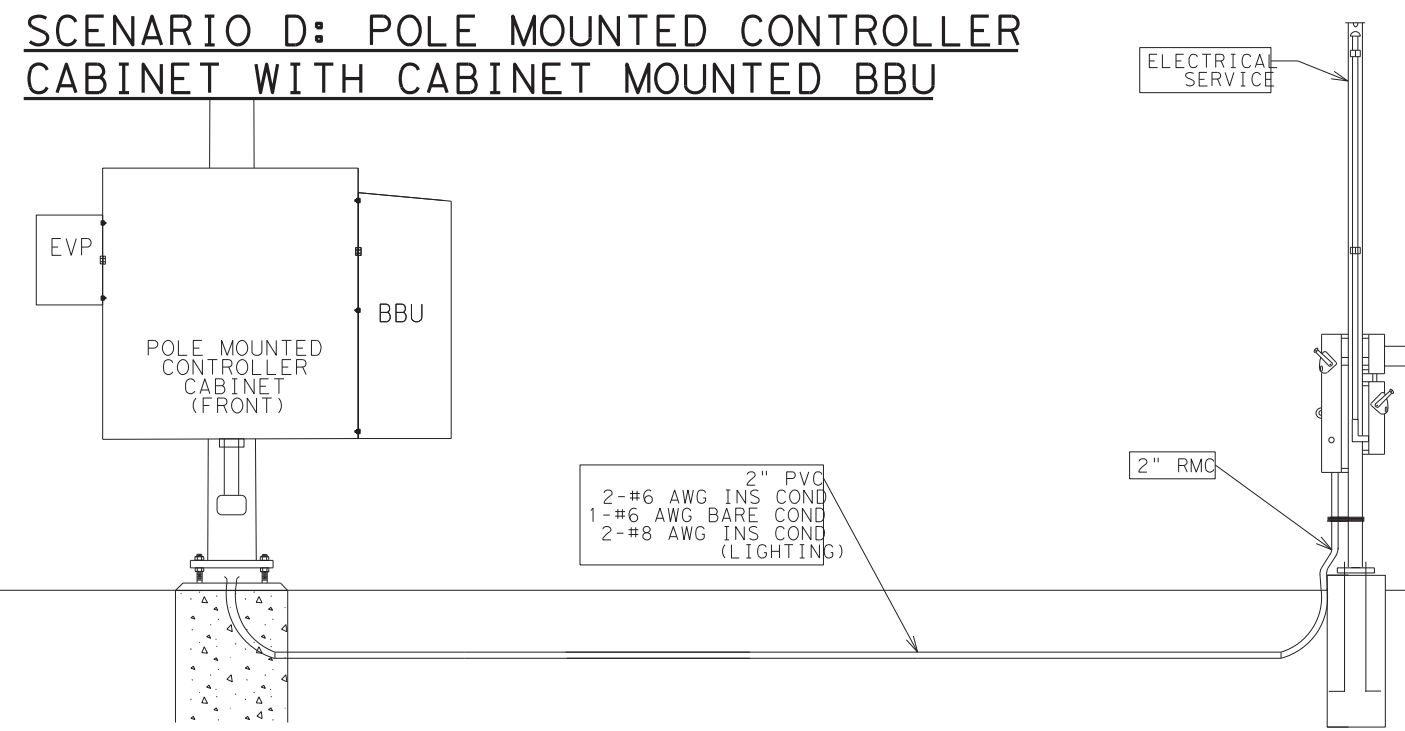 SCENARIO D: POLE MOUNTED CONTROLLER
CABINET WITH CABINET MOUNTED BBU
ELECTRICAL
SERVICE
EVP
BBU
POLE MOUNTED
CONTROLLER
CABINET
(FRONT)
2" PVC
2-#6 AWG INS COND
1-#6 AWG BARE COND
2-#8 AWG INS COND
(LIGHTING)
2" RMC